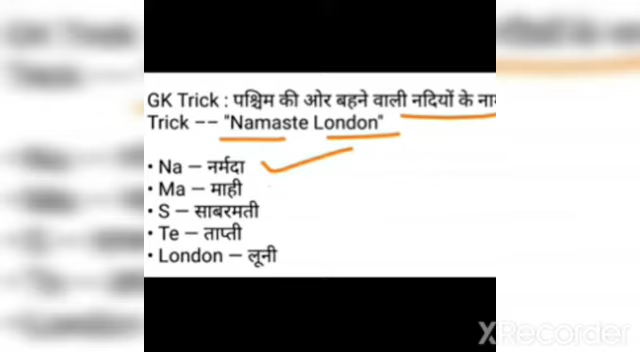 GK Trick : पश्चिम की ओर बहने वाली नदियों के ना
Trick –– "Namaste London"
• Na – नर्मदा
• Ma – माही
• S – साबरमती
• Te – ताप्ती
• London – लूनी
XRecorder